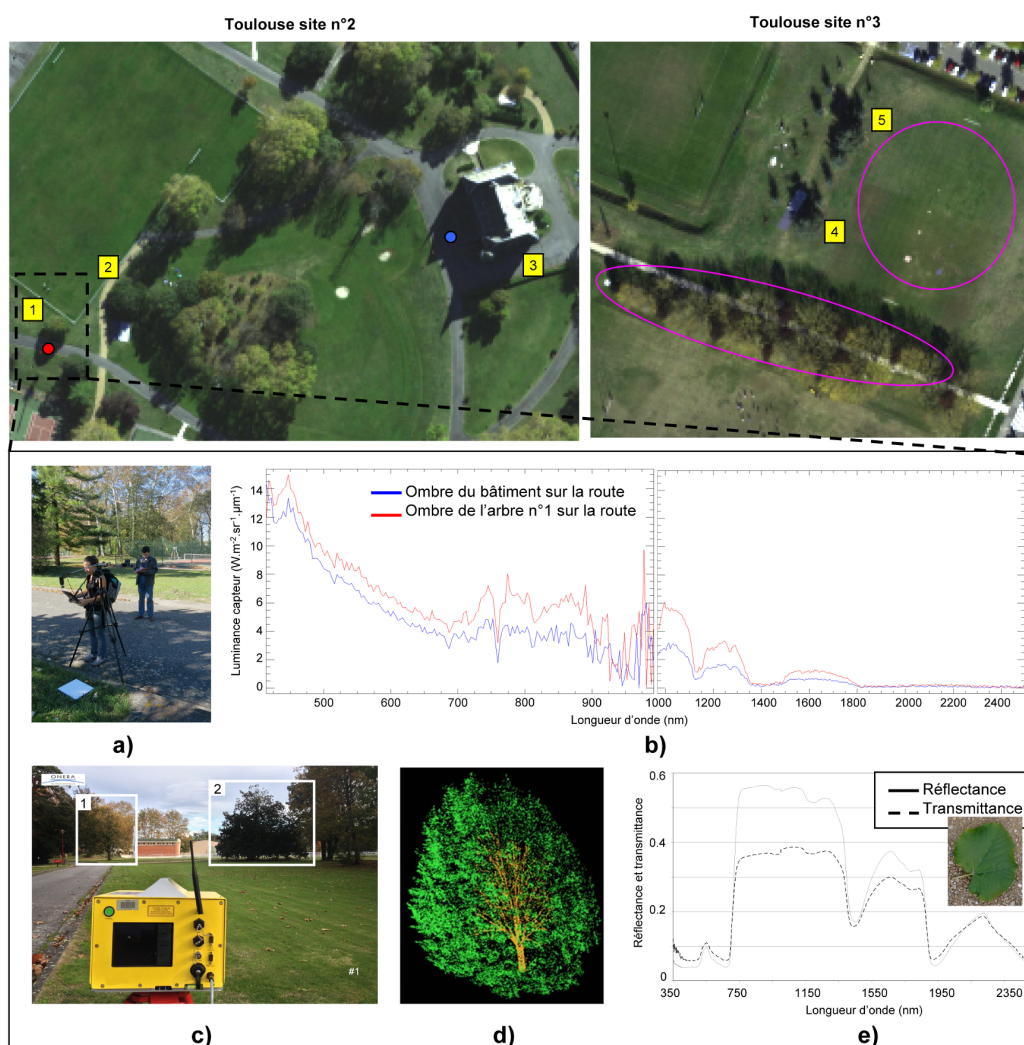 Toulouse site n°2
Toulouse site n°3
1
2
3
4
5
Ombre du bâtiment sur la route
Ombre de l'arbre n°1 sur la route
Luminance capteur (W.m⁻².sr⁻¹.μm⁻¹)
14
12
10
8
6
4
2
0
500 600 700 800 900 1000 1200 1400 1600 1800 2000 2200 2400
Longueur d'onde (nm)
a)
b)
ONERA
1
2
#1
c)
d)
Réflectance
Transmittance
Réflectance et transmittance
0.6
0.4
0.2
0
350 750 1150 1550 1950 2350
Longueur d'onde (nm)
e)